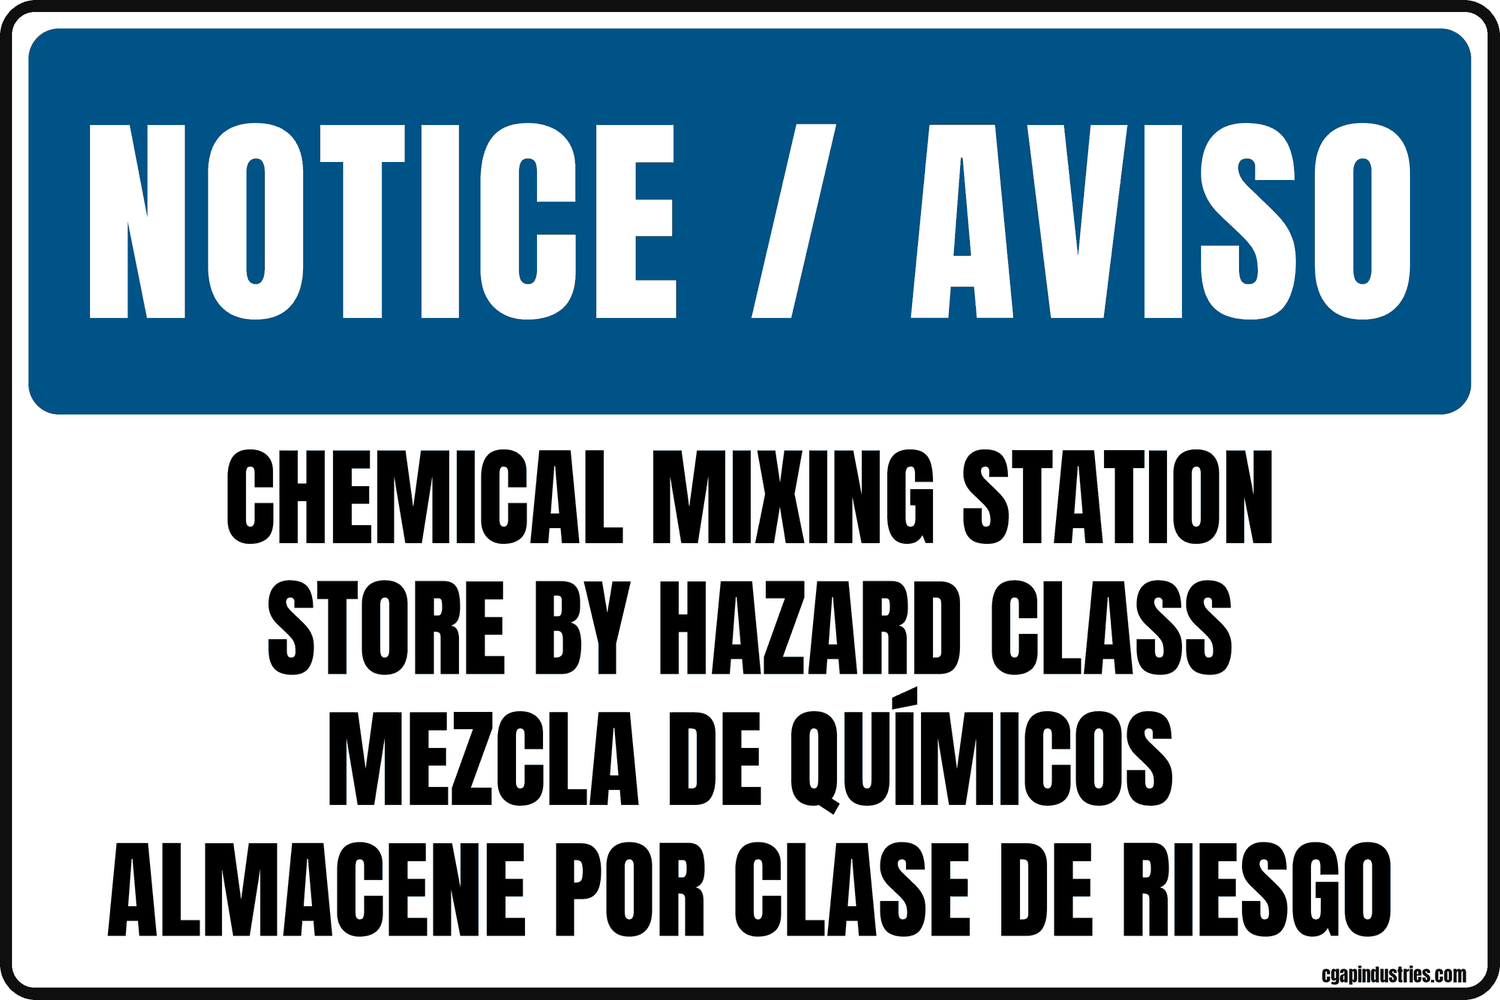 NOTICE / AVISO
CHEMICAL MIXING STATION
STORE BY HAZARD CLASS
MEZCLA DE QUÍMICOS
ALMACENE POR CLASE DE RIESGO
cgapindustries.com